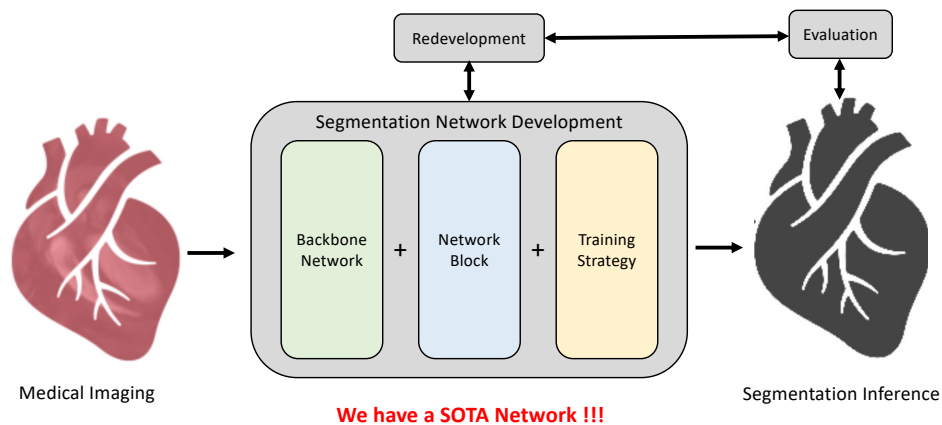 Redevelopment
Evaluation
Segmentation Network Development
Backbone
Network
+
Network
Block
+
Training
Strategy
Medical Imaging
Segmentation Inference
We have a SOTA Network !!!